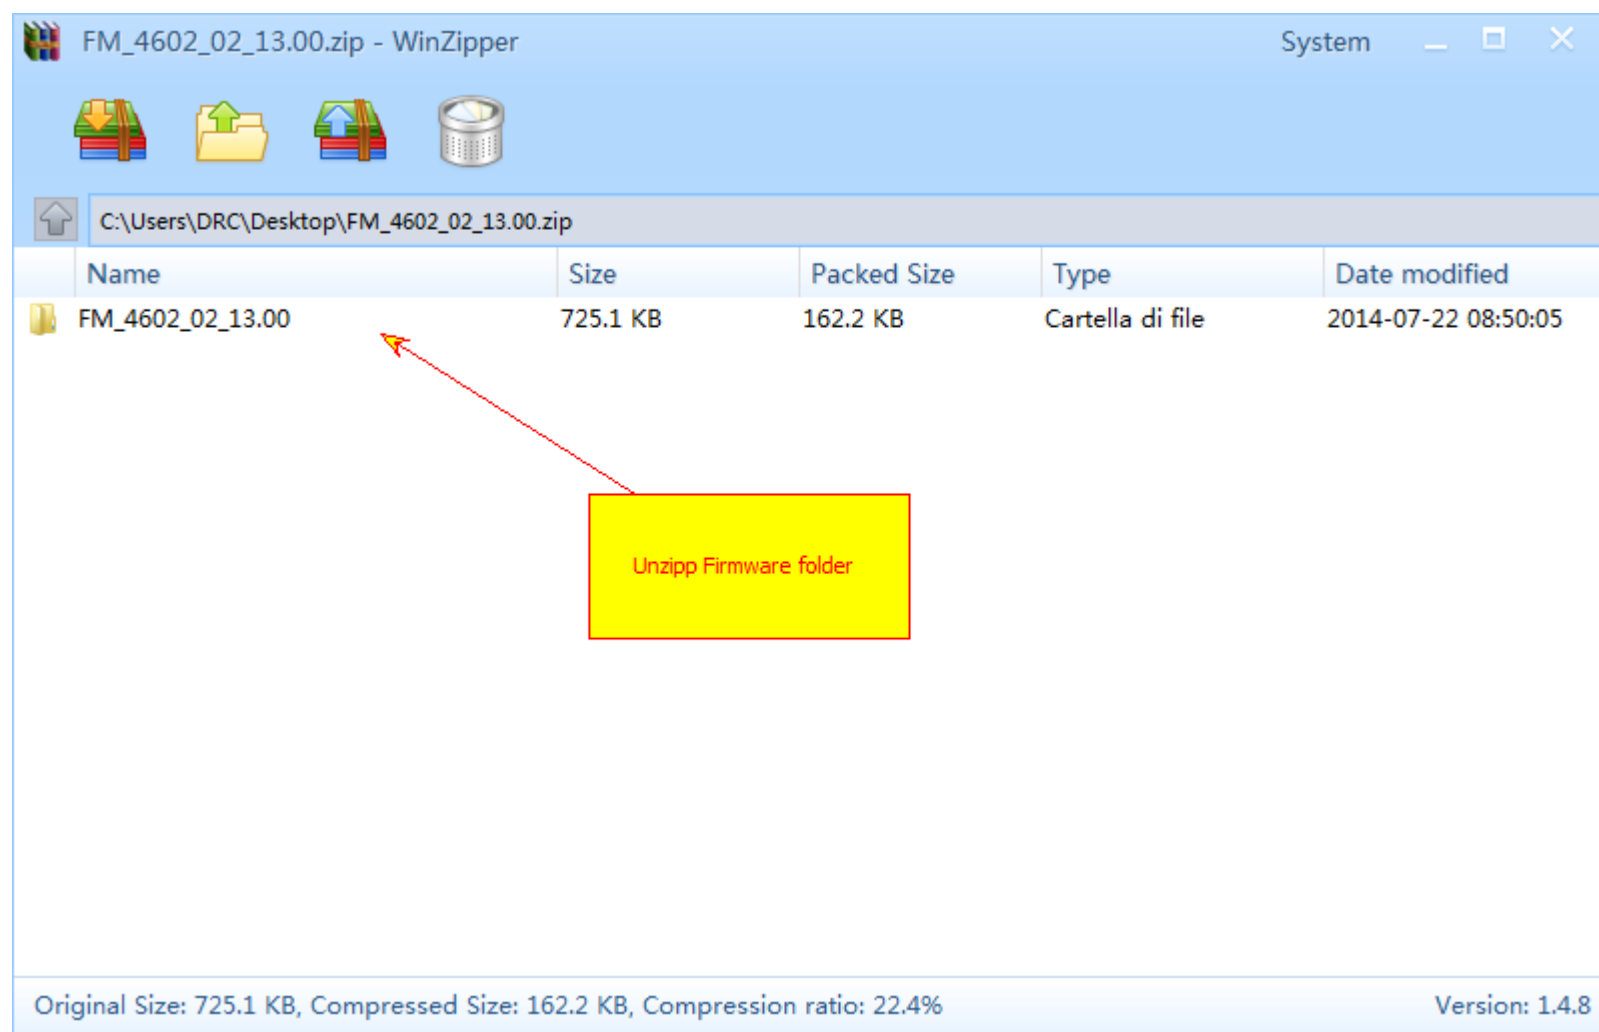 FM_4602_02_13.00.zip - WinZipper System
C:\Users\DRC\Desktop\FM_4602_02_13.00.zip
Name Size Packed Size Type Date modified
FM_4602_02_13.00 725.1 KB 162.2 KB Cartella di file 2014-07-22 08:50:05
Unzipp Firmware folder
Original Size: 725.1 KB, Compressed Size: 162.2 KB, Compression ratio: 22.4% Version: 1.4.8